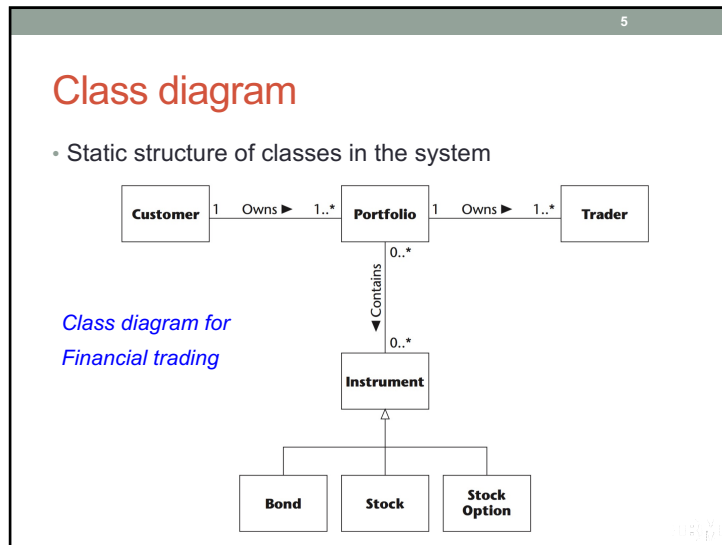 5
Class diagram
• Static structure of classes in the system
Customer 1 Owns ► 1..* Portfolio 1 Owns ► 1..* Trader
0..*
◄ Contains
Class diagram for
Financial trading
0..*
Instrument
Bond Stock Stock
Option